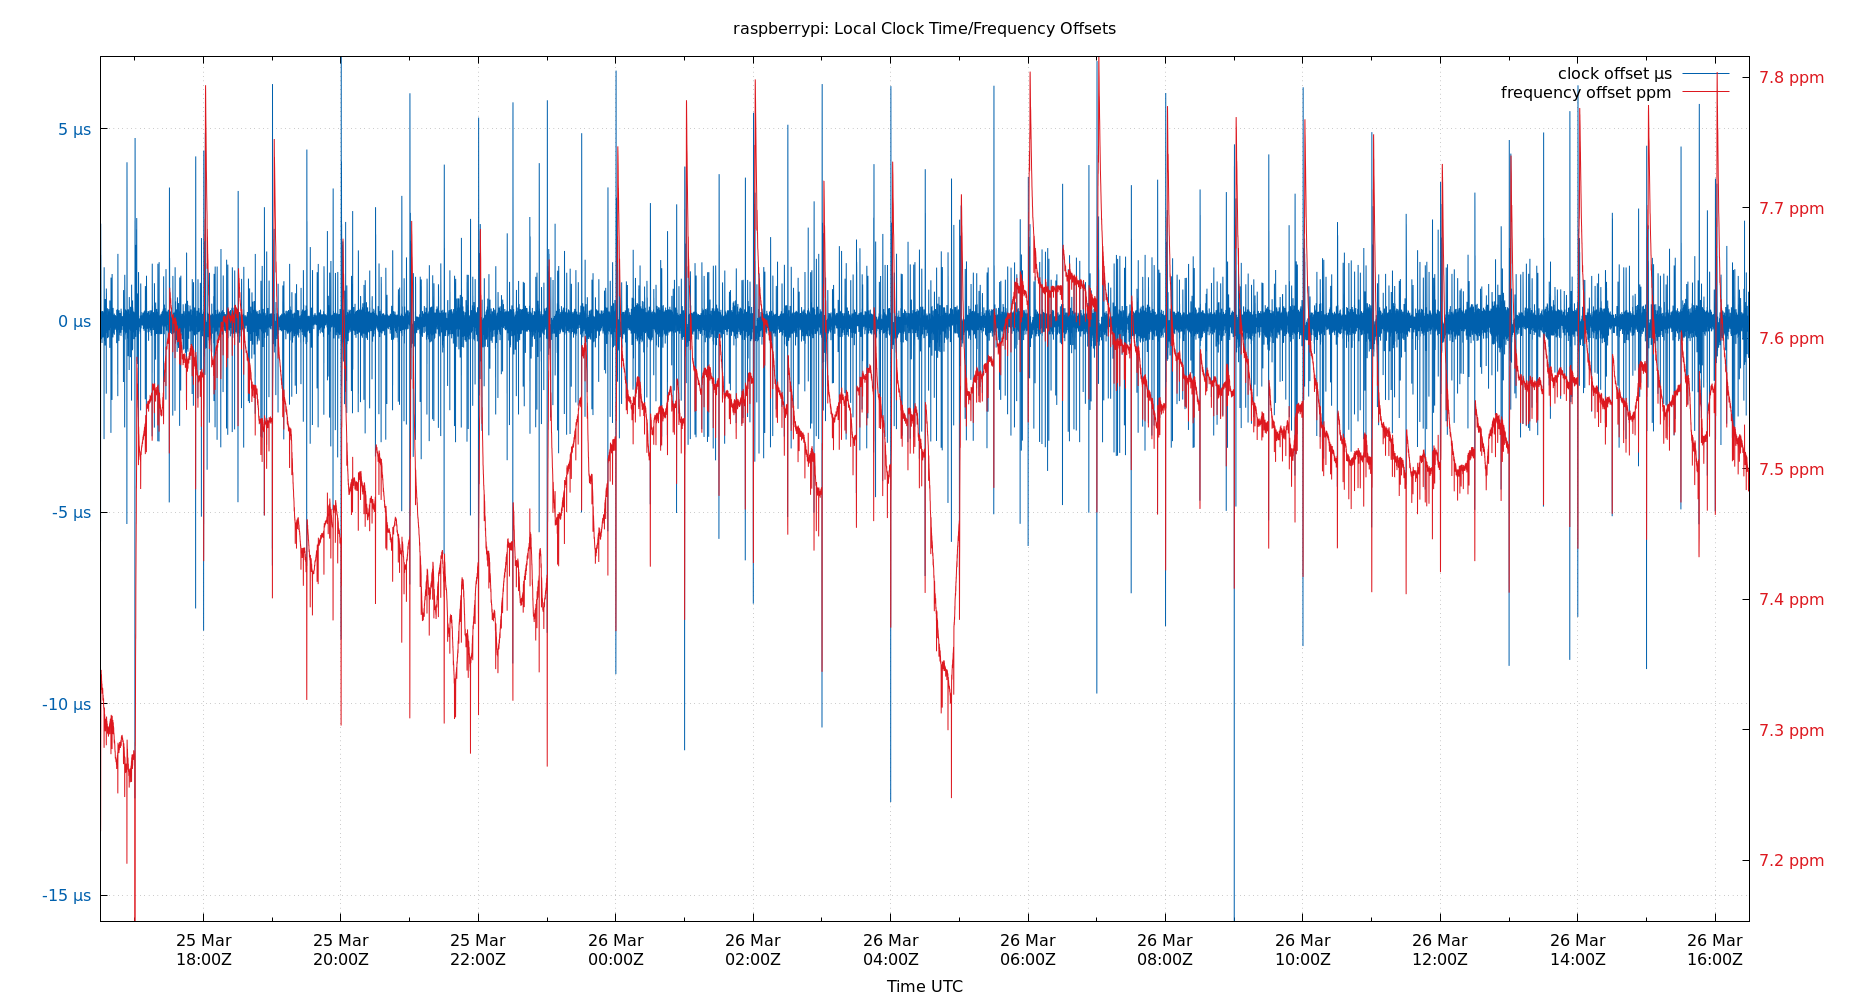 raspberrypi: Local Clock Time/Frequency Offsets
clock offset µs
frequency offset ppm
5 µs
0 µs
-5 µs
-10 µs
-15 µs
7.8 ppm
7.7 ppm
7.6 ppm
7.5 ppm
7.4 ppm
7.3 ppm
7.2 ppm
25 Mar
18:00Z
25 Mar
20:00Z
25 Mar
22:00Z
26 Mar
00:00Z
26 Mar
02:00Z
26 Mar
04:00Z
26 Mar
06:00Z
26 Mar
08:00Z
26 Mar
10:00Z
26 Mar
12:00Z
26 Mar
14:00Z
26 Mar
16:00Z
Time UTC